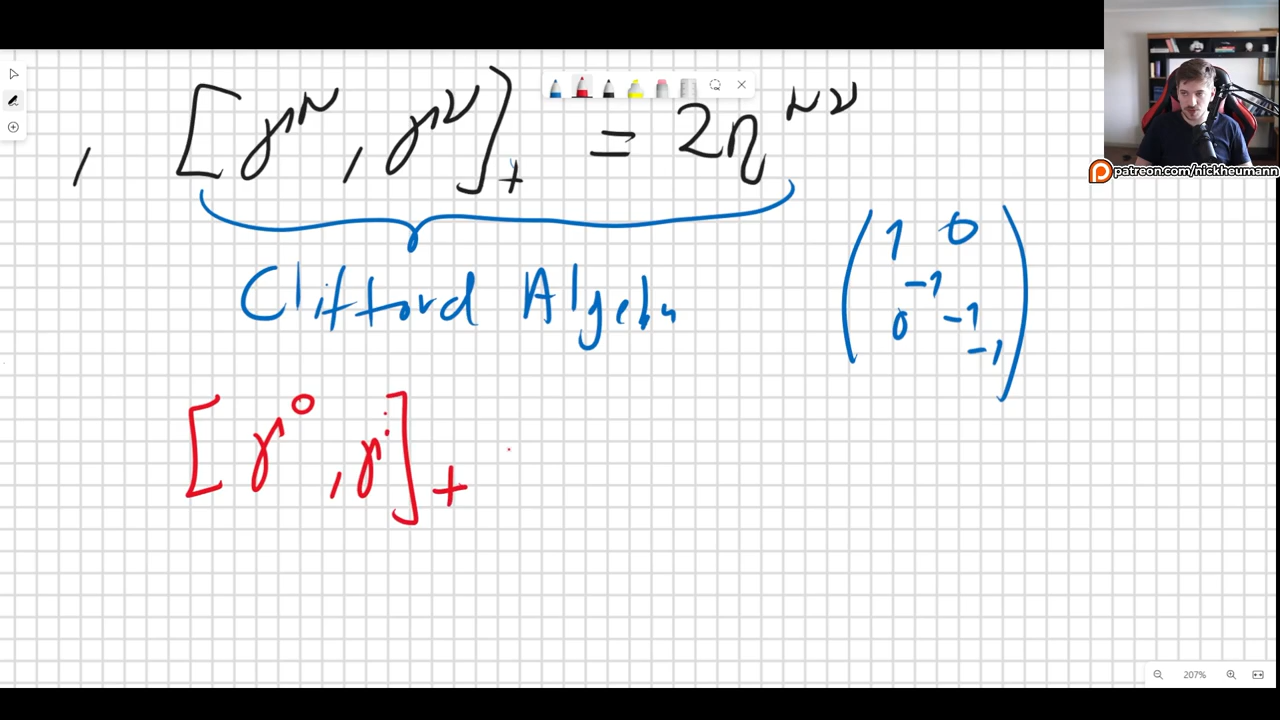 , [γ^μ, γ^ν]_+ = 2η^{μν}
patreon.com/nickheumann
Clifford Algebra
1 0
-1
0 -1
-1
[γ^0, γ^i]_+
207%